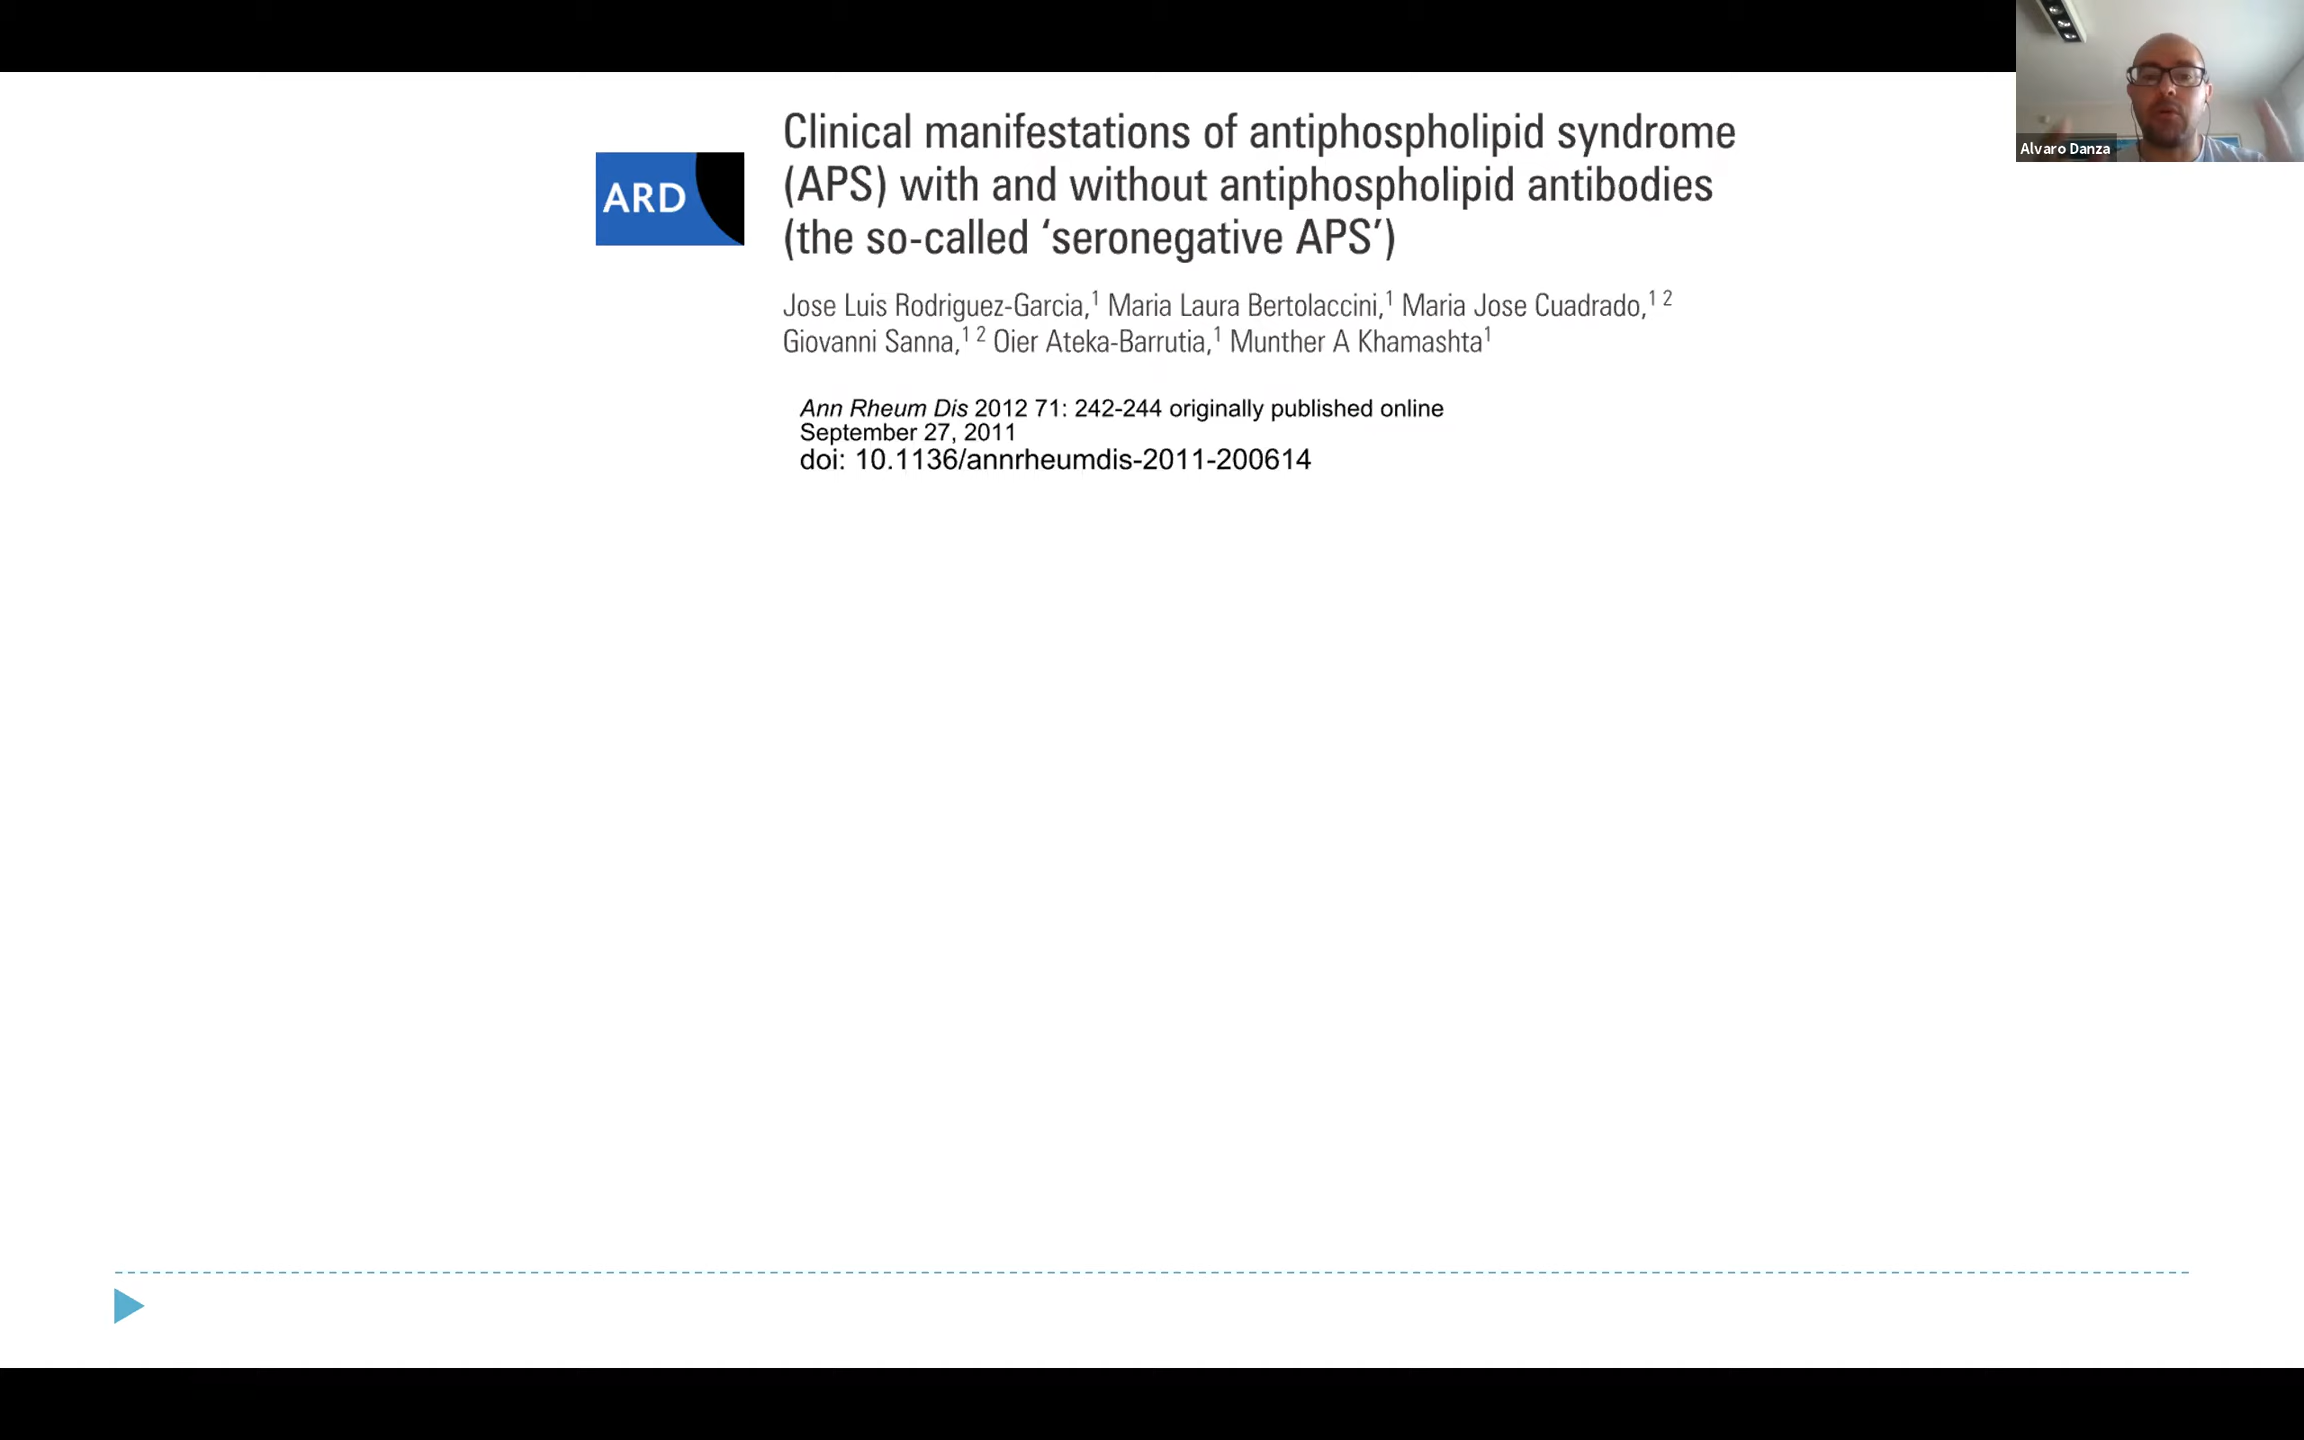 Clinical manifestations of antiphospholipid syndrome
(APS) with and without antiphospholipid antibodies
(the so-called ‘seronegative APS’)
ARD
Jose Luis Rodriguez-Garcia,1 Maria Laura Bertolaccini,1 Maria Jose Cuadrado,1 2
Giovanni Sanna,1 2 Oier Ateka-Barrutia,1 Munther A Khamashta1
Ann Rheum Dis 2012 71: 242-244 originally published online
September 27, 2011
doi: 10.1136/annrheumdis-2011-200614
Alvaro Danza